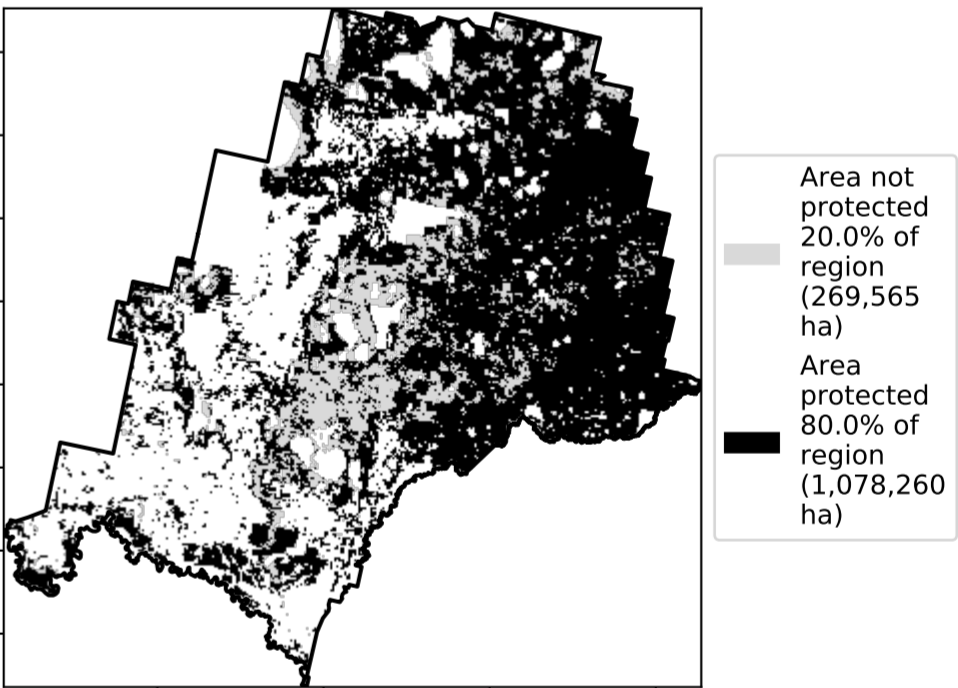 Area not
protected
20.0% of
region
(269,565
ha)
Area
protected
80.0% of
region
(1,078,260
ha)